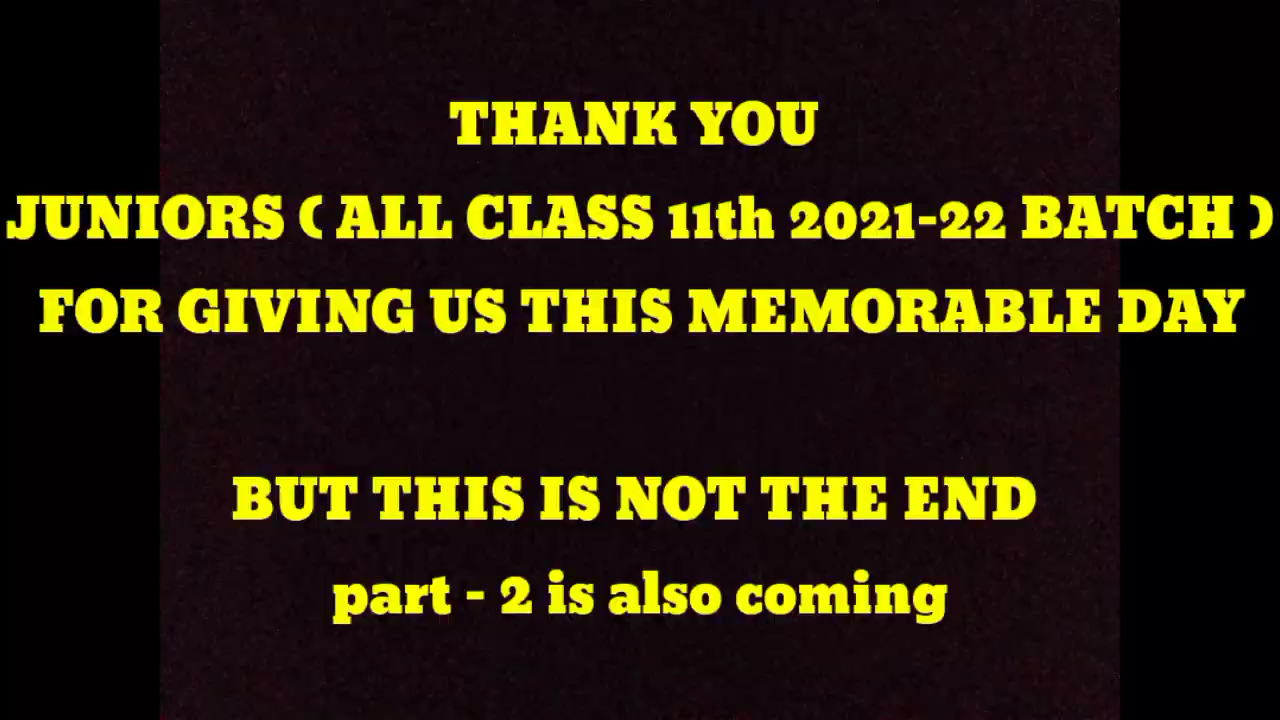 THANK YOU
JUNIORS ( ALL CLASS 11th 2021-22 BATCH )
FOR GIVING US THIS MEMORABLE DAY
BUT THIS IS NOT THE END
part - 2 is also coming